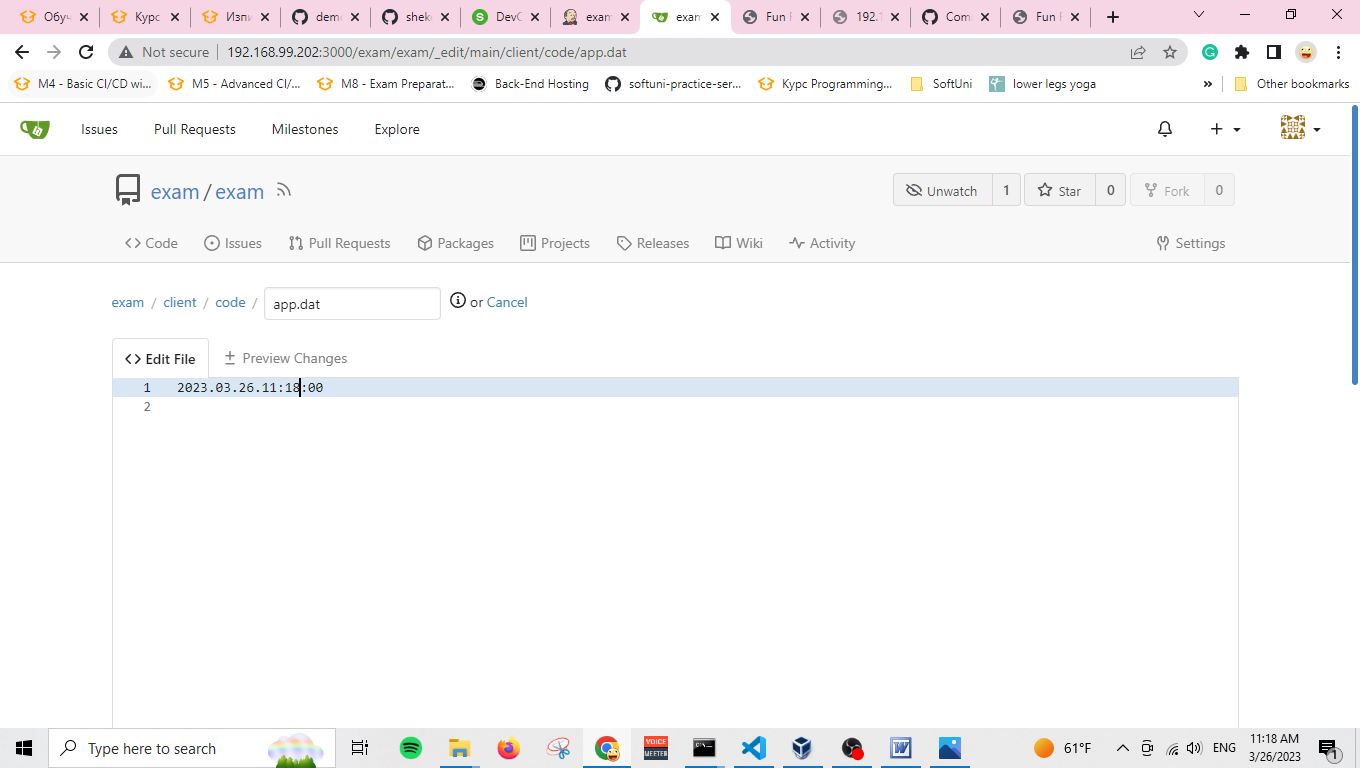 Обуч
Курс
Изпи
dem
shek
DevC
exam
exam
Fun
192.1
Com
Fun
Not secure
192.168.99.202:3000/exam/exam/_edit/main/client/code/app.dat
M4 - Basic CI/CD wi...
M5 - Advanced CI/...
M8 - Exam Preparat...
Back-End Hosting
softuni-practice-ser...
Курс Programming...
SoftUni
lower legs yoga
»
Other bookmarks
Issues
Pull Requests
Milestones
Explore
exam / exam
Unwatch 1
Star 0
Fork 0
Code
Issues
Pull Requests
Packages
Projects
Releases
Wiki
Activity
Settings
exam / client / code / app.dat or Cancel
Edit File
Preview Changes
1 2023.03.26.11:18:00
2
Type here to search
VOICE
MEETER
61°F
ENG
11:18 AM
3/26/2023
1